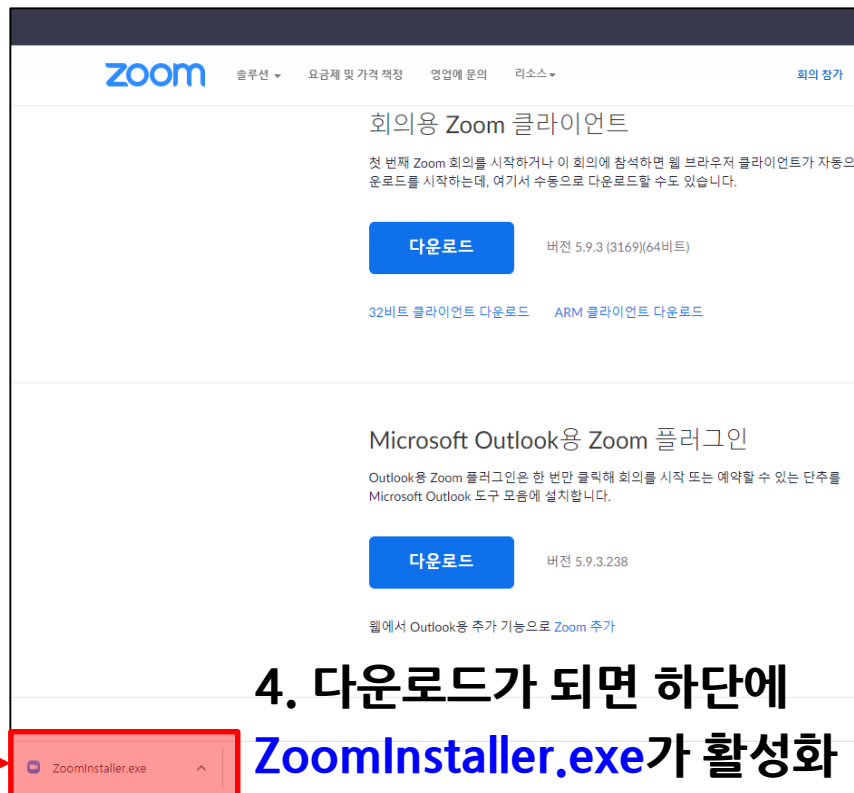 zoom 솔루션 요금제 및 가격 책정 영업에 문의 리소스 회의 참가
회의용 Zoom 클라이언트
첫 번째 Zoom 회의를 시작하거나 이 회의에 참석하면 웹 브라우저 클라이언트가 자동으
운로드를 시작하는데, 여기서 수동으로 다운로드할 수도 있습니다.
다운로드 버전 5.9.3 (3169)(64비트)
32비트 클라이언트 다운로드 ARM 클라이언트 다운로드
Microsoft Outlook용 Zoom 플러그인
Outlook용 Zoom 플러그인은 한 번만 클릭해 회의를 시작 또는 예약할 수 있는 단추를
Microsoft Outlook 도구 모음에 설치합니다.
다운로드 버전 5.9.3.238
웹에서 Outlook용 추가 기능으로 Zoom 추가
4. 다운로드가 되면 하단에
ZoomInstaller.exe가 활성화
ZoomInstaller.exe